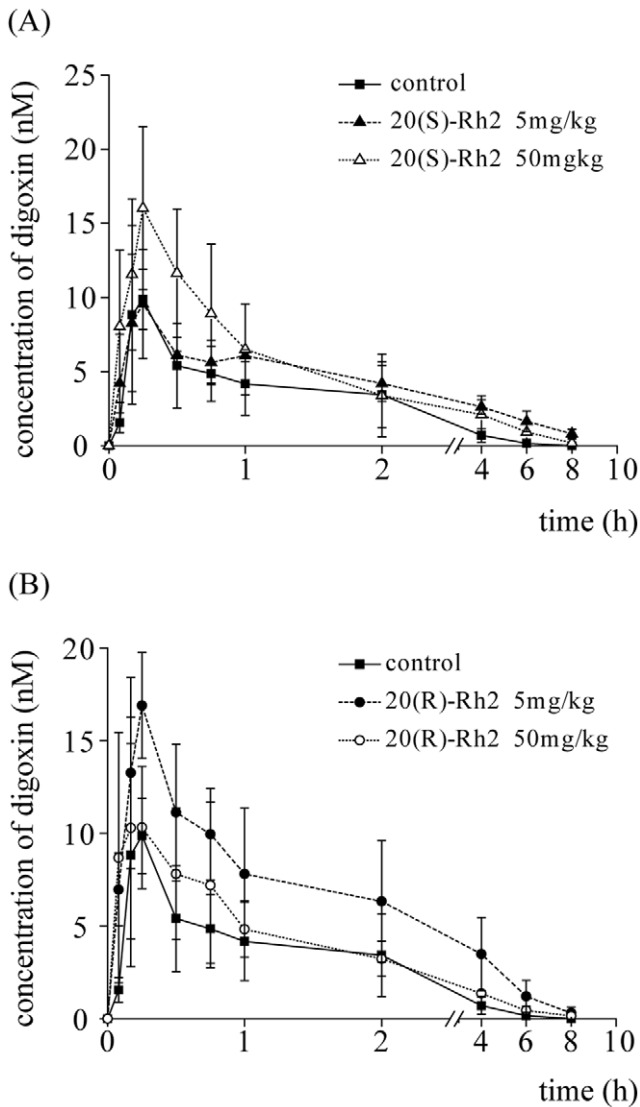 (A)
concentration of digoxin (nM)
25
20
15
10
5
0
control
20(S)-Rh2 5mg/kg
20(S)-Rh2 50mgkg
0 1 2 4 6 8 10
time (h)
(B)
concentration of digoxin (nM)
20
15
10
5
0
control
20(R)-Rh2 5mg/kg
20(R)-Rh2 50mg/kg
0 1 2 4 6 8 10
time (h)